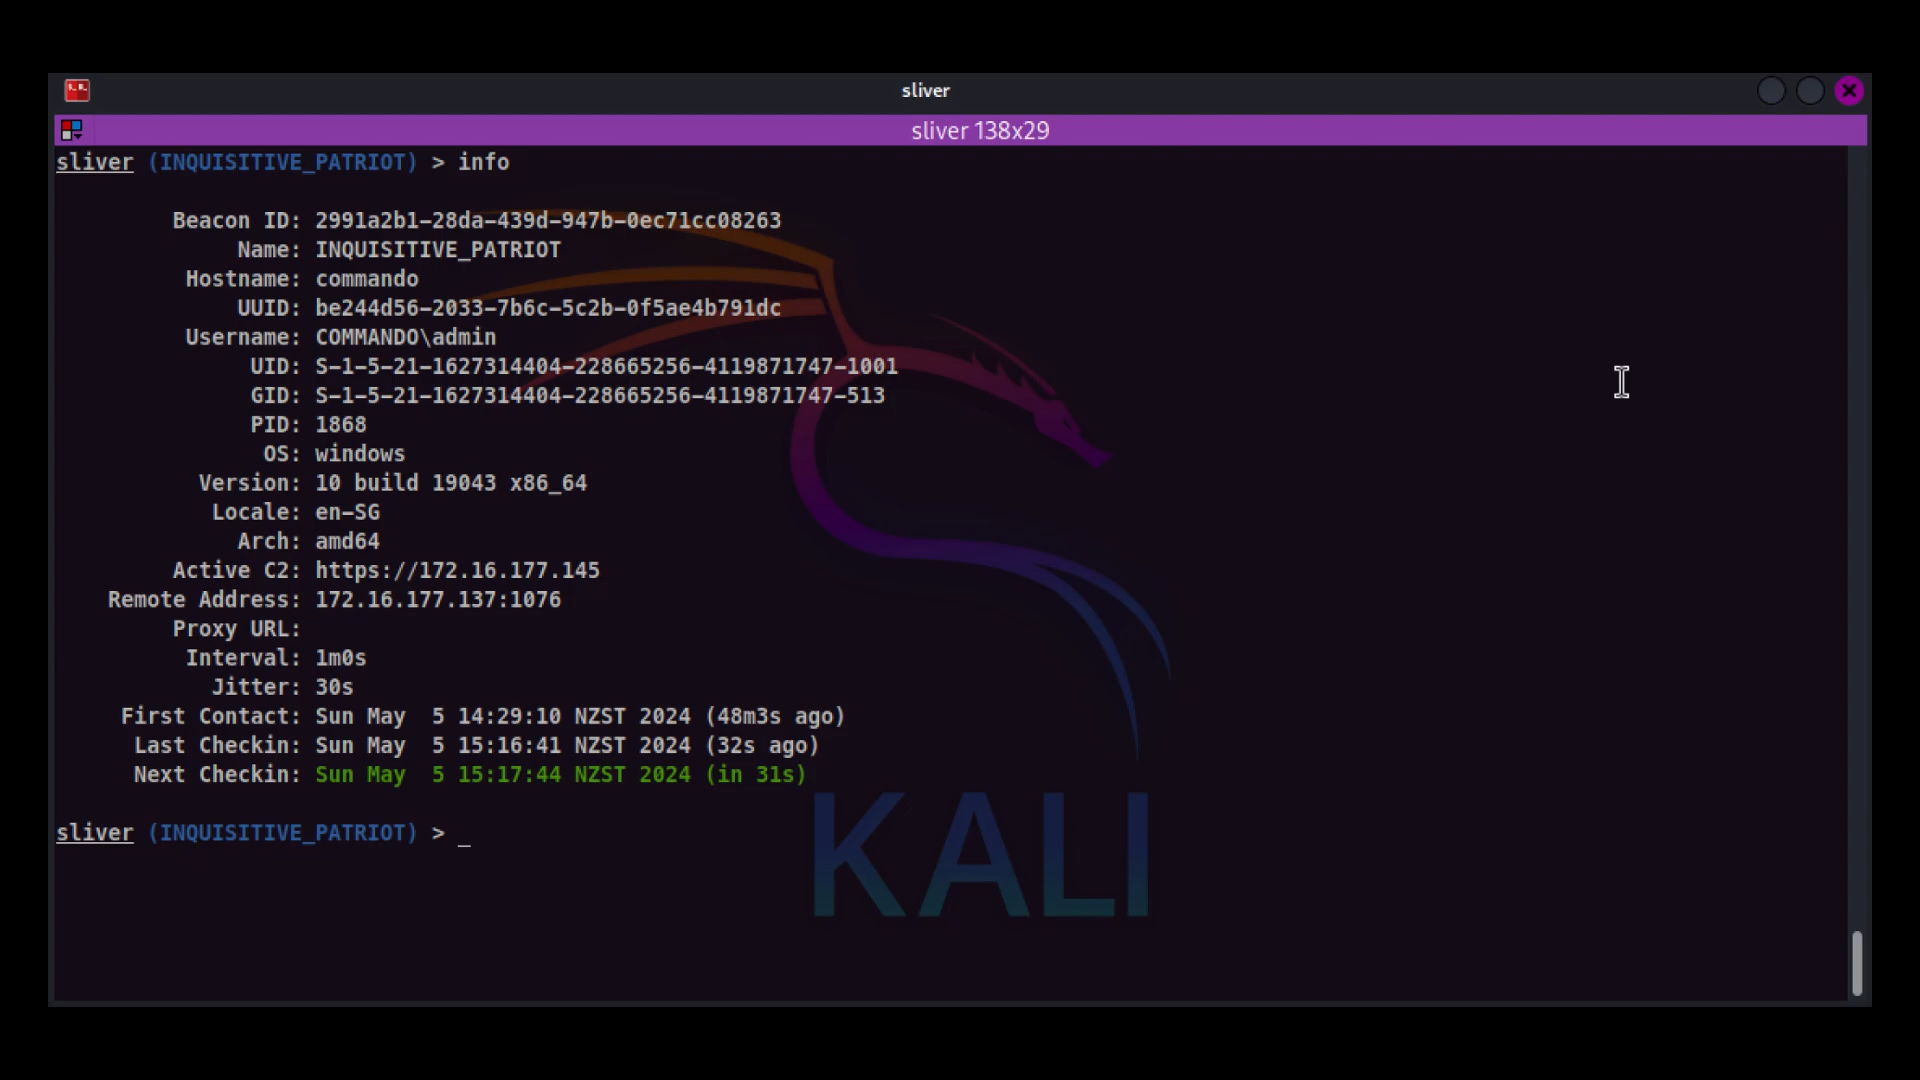 sliver
sliver 138x29
sliver (INQUISITIVE_PATRIOT) > info
Beacon ID: 2991a2b1-28da-439d-947b-0ec71cc08263
Name: INQUISITIVE_PATRIOT
Hostname: commando
UUID: be244d56-2033-7b6c-5c2b-0f5ae4b791dc
Username: COMMANDO\admin
UID: S-1-5-21-1627314404-228665256-4119871747-1001
GID: S-1-5-21-1627314404-228665256-4119871747-513
PID: 1868
OS: windows
Version: 10 build 19043 x86_64
Locale: en-SG
Arch: amd64
Active C2: https://172.16.177.145
Remote Address: 172.16.177.137:1076
Proxy URL:
Interval: 1m0s
Jitter: 30s
First Contact: Sun May  5 14:29:10 NZST 2024 (48m3s ago)
Last Checkin: Sun May  5 15:16:41 NZST 2024 (32s ago)
Next Checkin: Sun May  5 15:17:44 NZST 2024 (in 31s)
sliver (INQUISITIVE_PATRIOT) > _
KALI